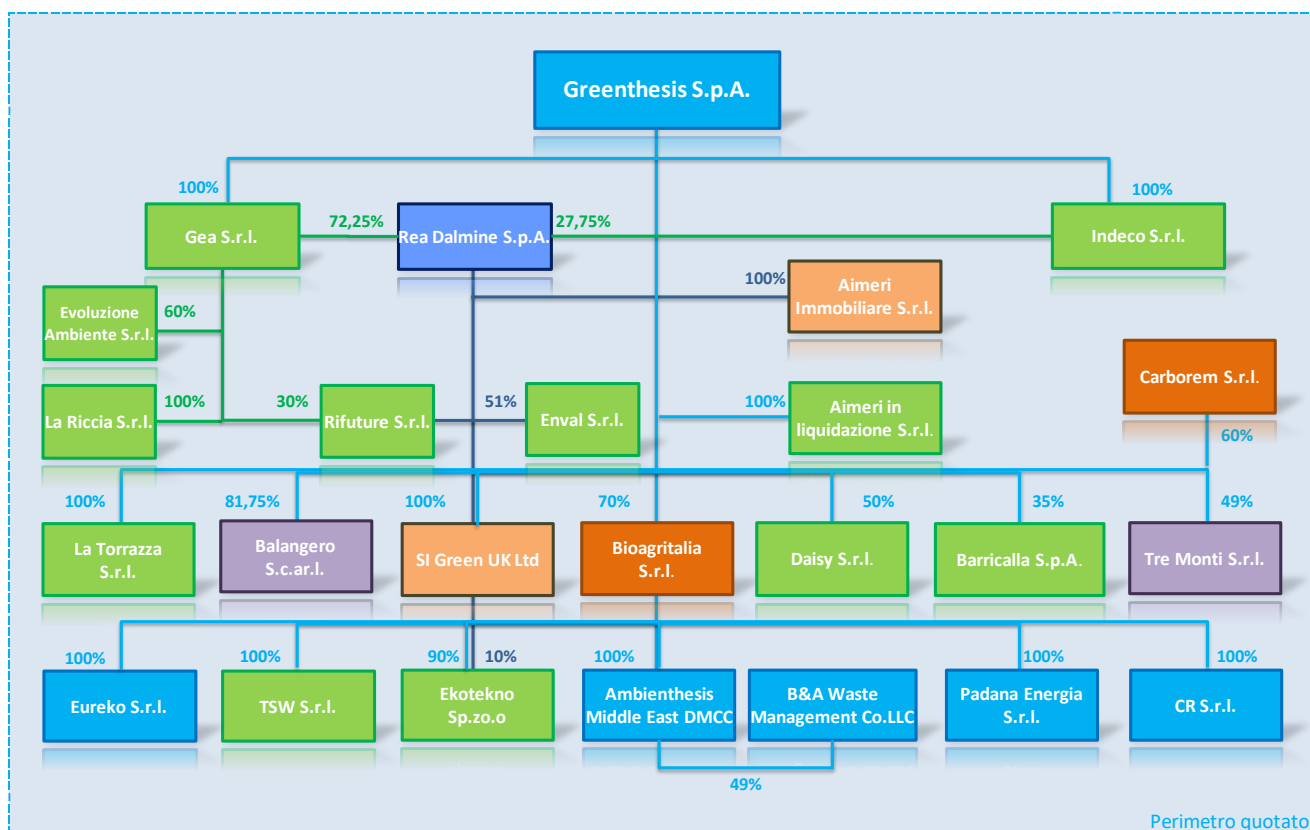 Greenthesis S.p.A.
100%
100%
Gea S.r.l.
72,25%
Rea Dalmine S.p.A.
27,75%
Indeco S.r.l.
100%
Aimeri
Immobiliare S.r.l.
Evoluzione
Ambiente S.r.l.
60%
Carborem S.r.l.
La Riccia S.r.l.
100%
30%
Rifuture S.r.l.
51%
Enval S.r.l.
100%
Aimeri in
liquidazione S.r.l.
60%
100%
81,75%
100%
70%
50%
35%
49%
La Torrazza
S.r.l.
Balangero
S.c.ar.l.
SI Green UK Ltd
Bioagritalia
S.r.l.
Daisy S.r.l.
Barricalla S.p.A.
Tre Monti S.r.l.
100%
100%
90%
10%
100%
100%
100%
Eureko S.r.l.
TSW S.r.l.
Ekotekno
Sp.zo.o
Ambienthesis
Middle East DMCC
B&A Waste
Management Co.LLC
Padana Energia
S.r.l.
CR S.r.l.
49%
Perimetro quotato